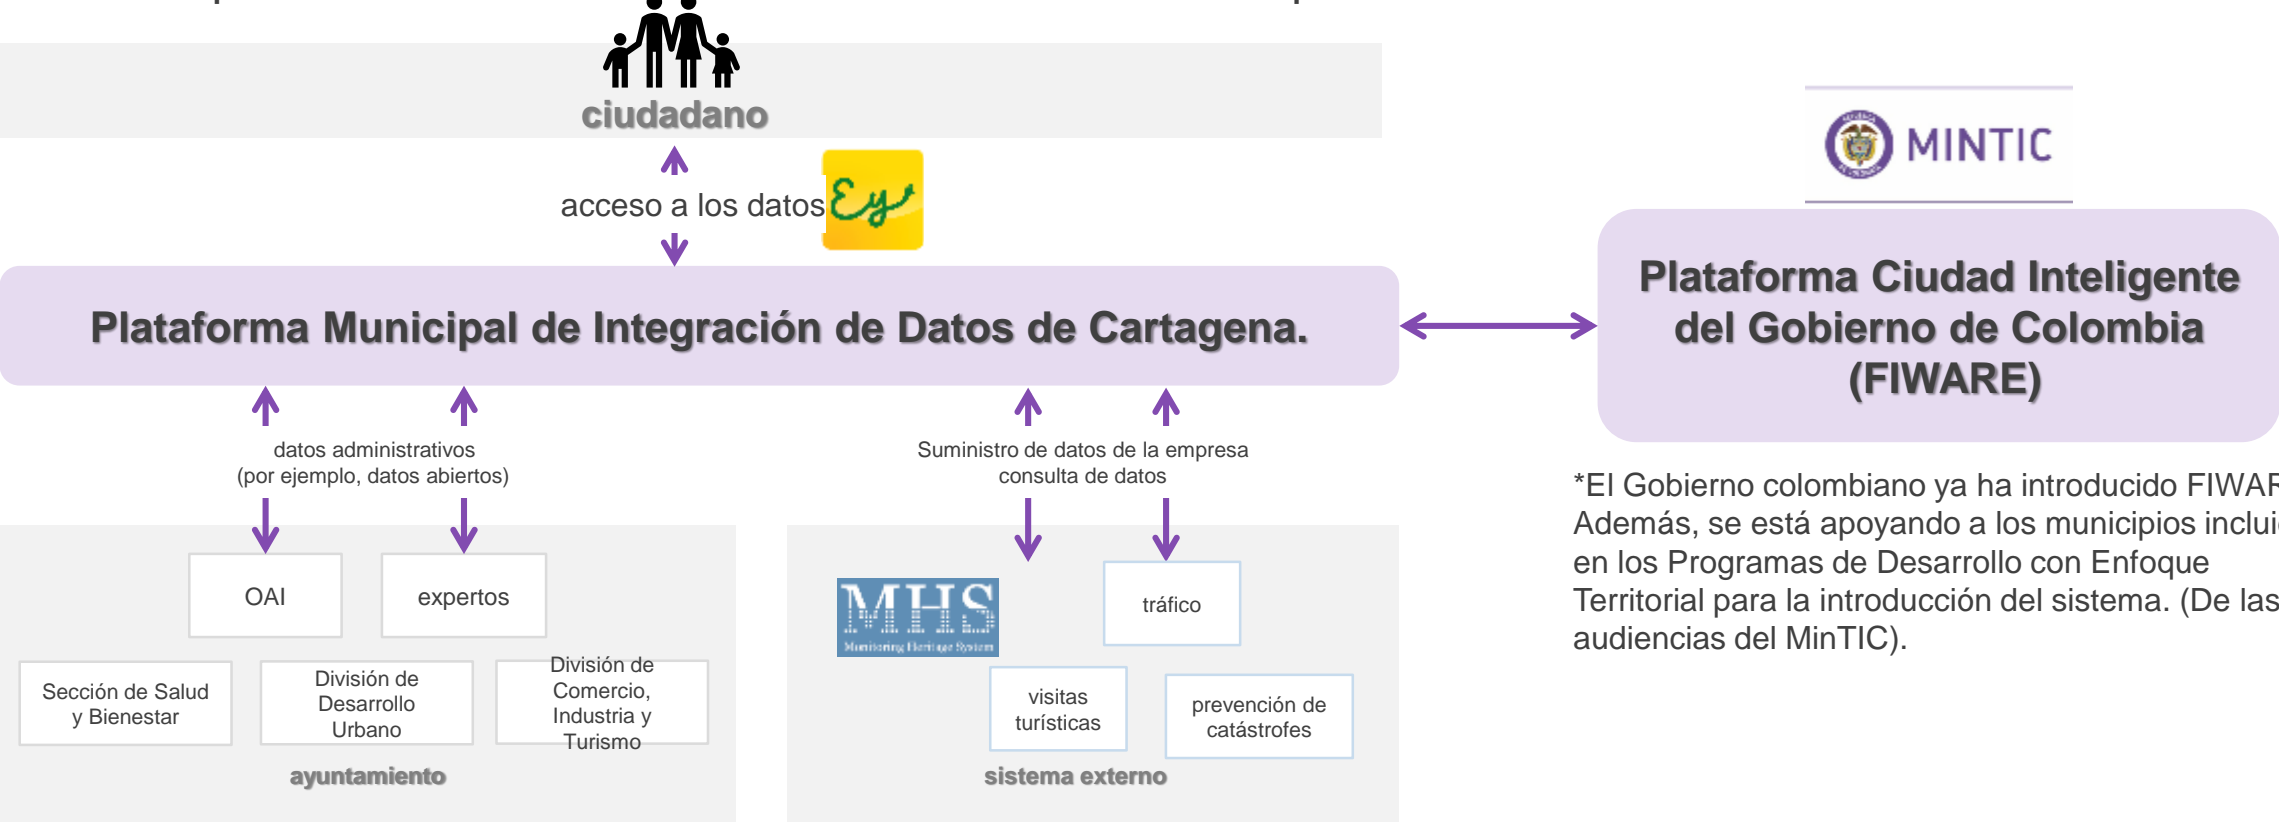 ciudadano
acceso a los datos
Ey
MINTIC
Plataforma Municipal de Integración de Datos de Cartagena.
Plataforma Ciudad Inteligente
del Gobierno de Colombia
(FIWARE)
datos administrativos
(por ejemplo, datos abiertos)
Suministro de datos de la empresa
consulta de datos
*El Gobierno colombiano ya ha introducido FIWAR
Además, se está apoyando a los municipios inclui
en los Programas de Desarrollo con Enfoque
Territorial para la introducción del sistema. (De las
audiencias del MinTIC).
OAI
expertos
Sección de Salud
y Bienestar
División de
Desarrollo
Urbano
División de
Comercio,
Industria y
Turismo
ayuntamiento
MHS
Monitoring Heritage System
tráfico
visitas
turísticas
prevención de
catástrofes
sistema externo